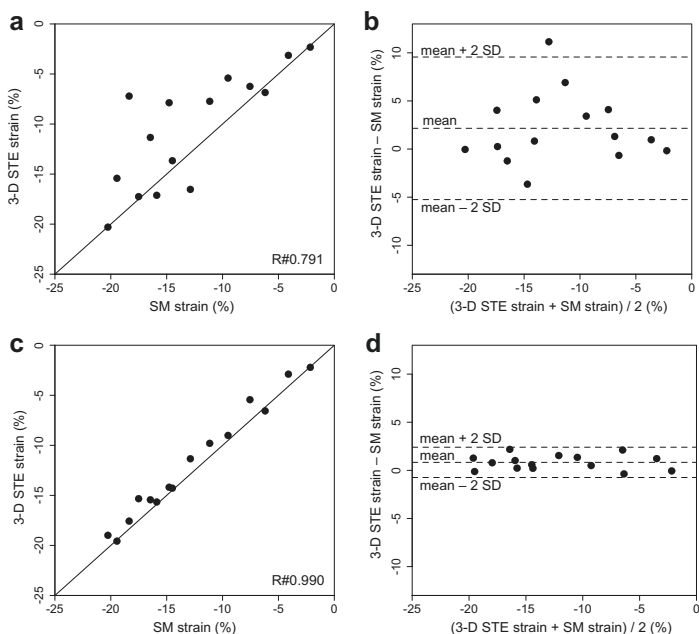 a
0
-5
-10
-15
-20
-25
3-D STE strain (%)
R#0.791
-25 -20 -15 -10 -5 0
SM strain (%)
b
10
5
0
-5
-10
3-D STE strain – SM strain (%)
mean + 2 SD
mean
mean – 2 SD
-25 -20 -15 -10 -5 0
(3-D STE strain + SM strain) / 2 (%)
c
0
-5
-10
-15
-20
-25
3-D STE strain (%)
R#0.990
-25 -20 -15 -10 -5 0
SM strain (%)
d
10
5
0
-5
-10
3-D STE strain – SM strain (%)
mean + 2 SD
mean
mean – 2 SD
-25 -20 -15 -10 -5 0
(3-D STE strain + SM strain) / 2 (%)